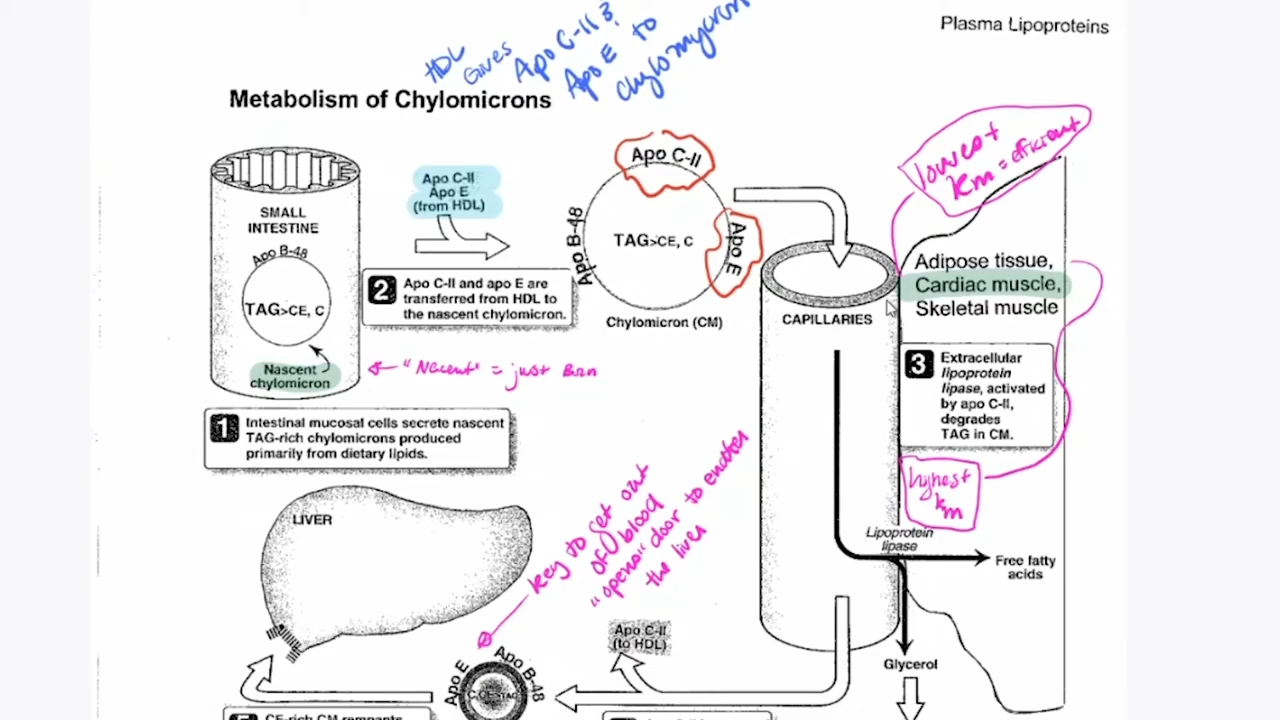 Plasma Lipoproteins
HDL Gives Apo C-II &
Apo E to
chylomycron
Metabolism of Chylomicrons
SMALL
INTESTINE
Apo B-48
TAG>CE, C
Nascent
chylomicron
Apo C-II
Apo E
(from HDL)
Apo C-II
Apo B-48
TAG>CE, C
Apo E
Chylomicron (CM)
lowest
km = efficient
2 Apo C-II and apo E are
transferred from HDL to
the nascent chylomicron.
"Nascent" = just Born
CAPILLARIES
Adipose tissue,
Cardiac muscle,
Skeletal muscle
3 Extracellular
lipoprotein
lipase, activated
by apo C-II,
degrades
TAG in CM.
1 Intestinal mucosal cells secrete nascent
TAG-rich chylomicrons produced
primarily from dietary lipids.
highest
km
LIVER
key to get out
of blood
"opens" door to
the liver
Lipoprotein
lipase
Free fatty
acids
Glycerol
Apo C-II
(to HDL)
Apo E
Apo B-48
CE-rich CM remnants